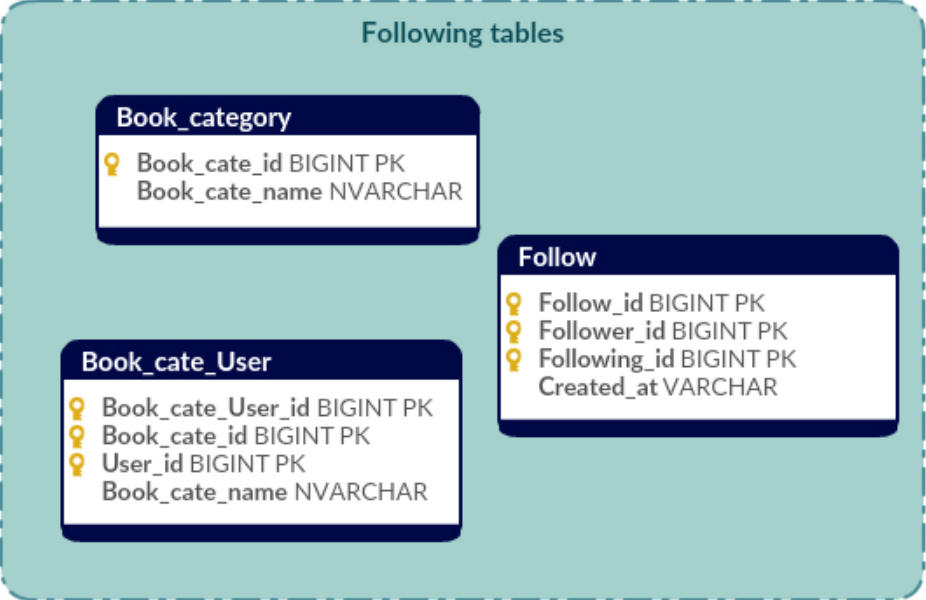 Following tables
Book_category
Book_cate_id BIGINT PK
Book_cate_name NVARCHAR
Follow
Follow_id BIGINT PK
Follower_id BIGINT PK
Following_id BIGINT PK
Created_at VARCHAR
Book_cate_User
Book_cate_User_id BIGINT PK
Book_cate_id BIGINT PK
User_id BIGINT PK
Book_cate_name NVARCHAR